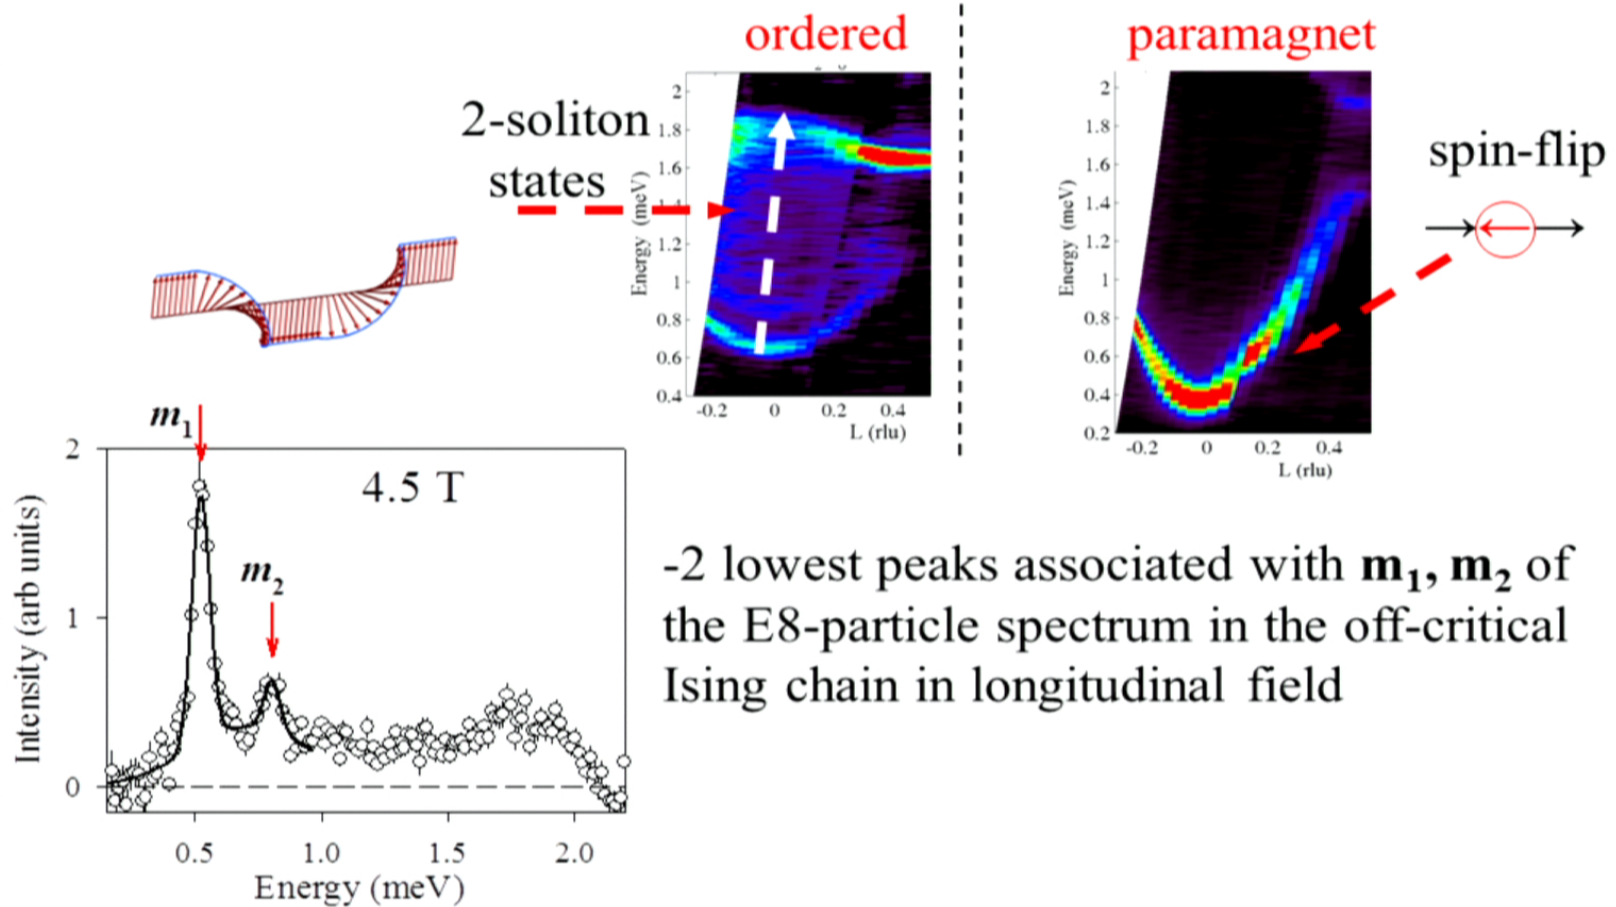 ordered
paramagnet
2-soliton
states
spin-flip
Energy (meV)
2
1.8
1.6
1.4
1.2
1
0.8
0.6
0.4
-0.2 0 0.2 0.4
L (rlu)
Energy (meV)
2
1.8
1.6
1.4
1.2
1
0.8
0.6
0.4
0.2
-0.2 0 0.2 0.4
L (rlu)
m1
m2
4.5 T
Intensity (arb units)
2
1
0
0.5 1.0 1.5 2.0
Energy (meV)
-2 lowest peaks associated with m1, m2 of
the E8-particle spectrum in the off-critical
Ising chain in longitudinal field